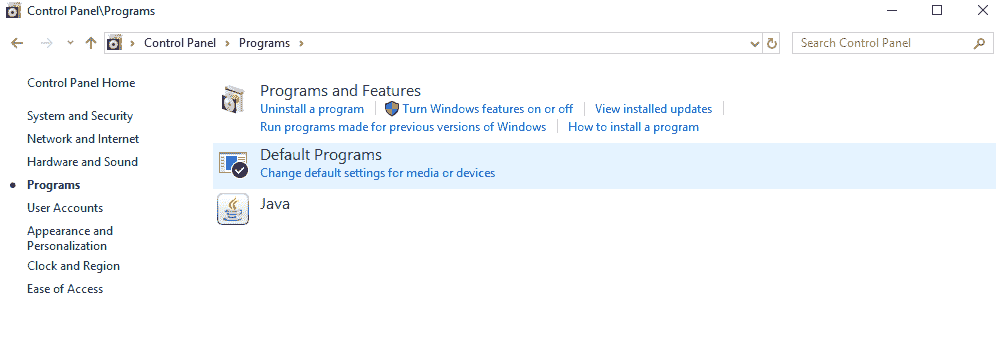 Control Panel\Programs
Control Panel > Programs >
Search Control Panel
Control Panel Home
System and Security
Network and Internet
Hardware and Sound
Programs
User Accounts
Appearance and
Personalization
Clock and Region
Ease of Access
Programs and Features
Uninstall a program | Turn Windows features on or off | View installed updates |
Run programs made for previous versions of Windows | How to install a program
Default Programs
Change default settings for media or devices
Java